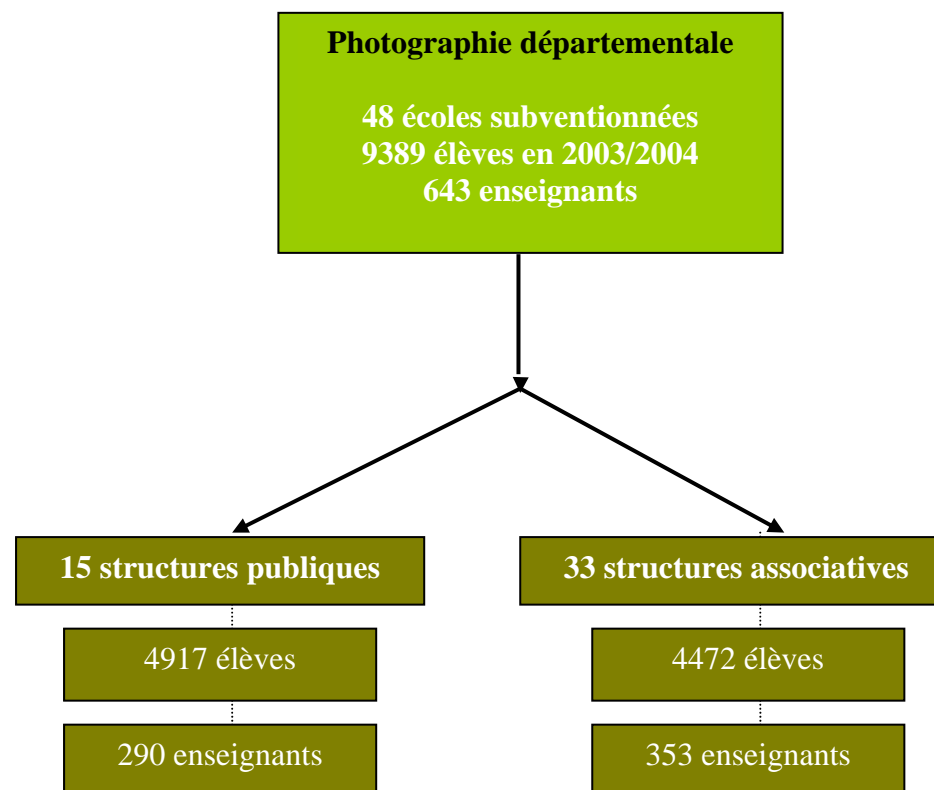 Photographie départementale
48 écoles subventionnées
9389 élèves en 2003/2004
643 enseignants
15 structures publiques
4917 élèves
290 enseignants
33 structures associatives
4472 élèves
353 enseignants